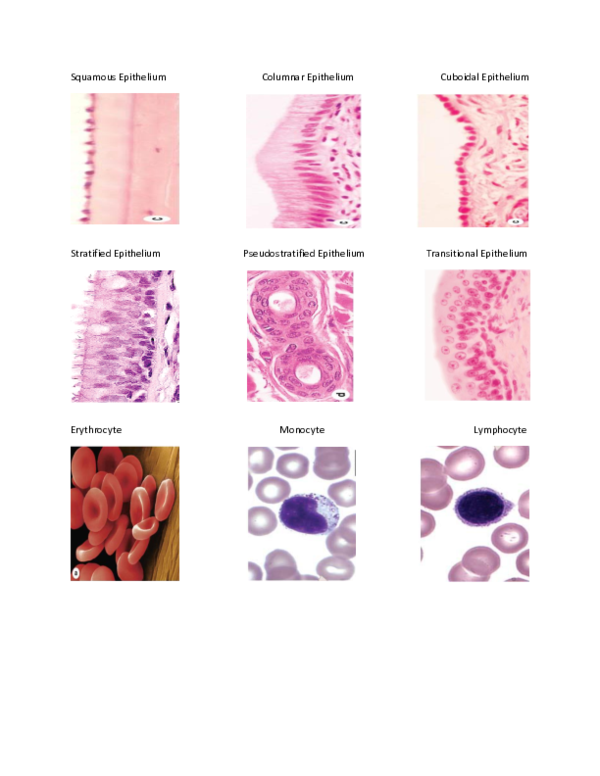 Squamous Epithelium Columnar Epithelium Cuboidal Epithelium
Stratified Epithelium Pseudostratified Epithelium Transitional Epithelium
Erythrocyte Monocyte Lymphocyte